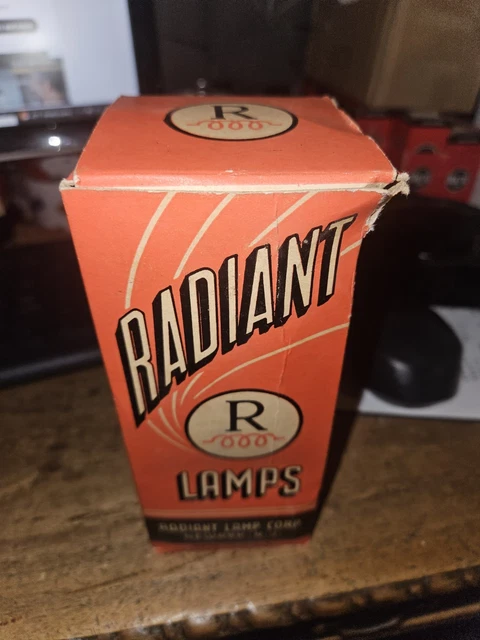 R
RADIANT
R
LAMPS
RADIANT LAMP CORP.
NEWARK, N. J.